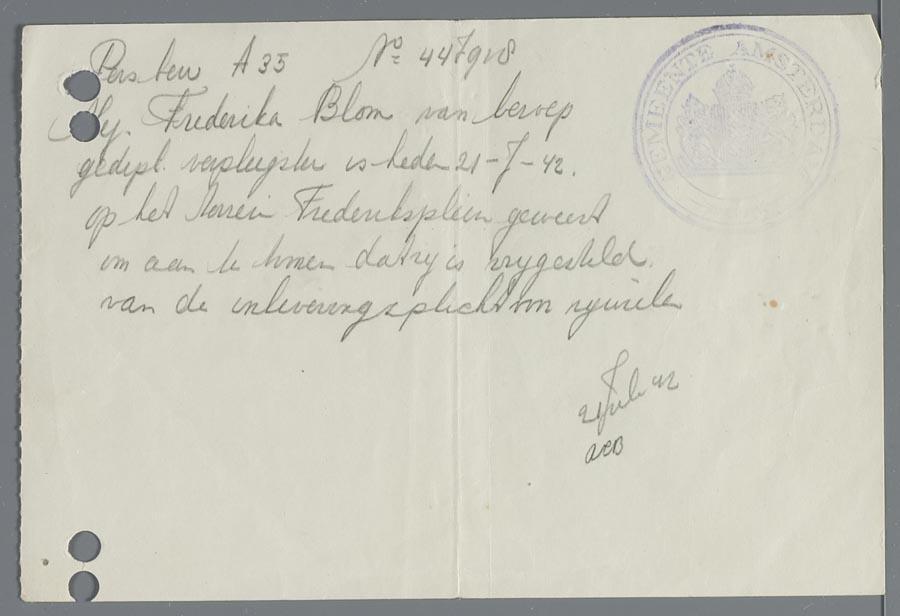 Pers bew A 35 No 447918
Mej. Frederika Blom van beroep
gedipl. verpleegster is heden 21-7-42.
op het terrein Frederiksplein geweest
om aan te tonen dat zij is vrijgesteld.
van de inleveringsplicht van rijwielen
21 Juli 42
GEMEENTE AMSTERDAM